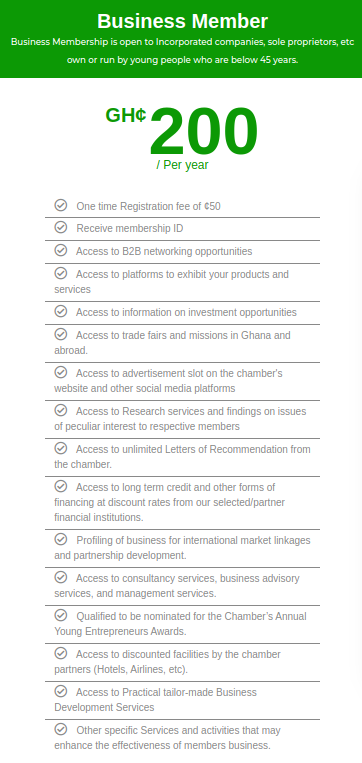 Business Member
Business Membership is open to Incorporated companies, sole proprietors, etc
own or run by young people who are below 45 years.
GH¢ 200
/ Per year
One time Registration fee of ¢50
Receive membership ID
Access to B2B networking opportunities
Access to platforms to exhibit your products and
services
Access to information on investment opportunities
Access to trade fairs and missions in Ghana and
abroad.
Access to advertisement slot on the chamber's
website and other social media platforms
Access to Research services and findings on issues
of peculiar interest to respective members
Access to unlimited Letters of Recommendation from
the chamber.
Access to long term credit and other forms of
financing at discount rates from our selected/partner
financial institutions.
Profiling of business for international market linkages
and partnership development.
Access to consultancy services, business advisory
services, and management services.
Qualified to be nominated for the Chamber's Annual
Young Entrepreneurs Awards.
Access to discounted facilities by the chamber
partners (Hotels, Airlines, etc).
Access to Practical tailor-made Business
Development Services
Other specific Services and activities that may
enhance the effectiveness of members business.